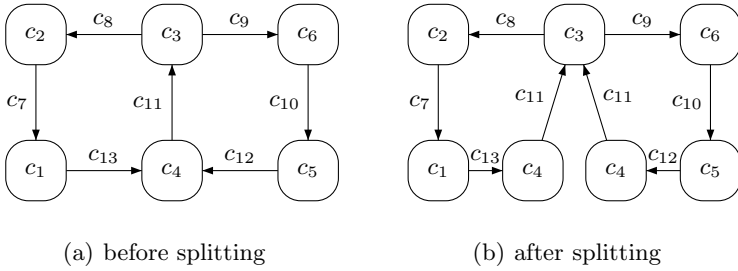 c8 c9 c8 c9
c2 c3 c6 c2 c3 c6
c7 c11 c10 c7 c11 c11 c10
c13 c12 c13 c12
c1 c4 c5 c1 c4 c4 c5
(a) before splitting (b) after splitting